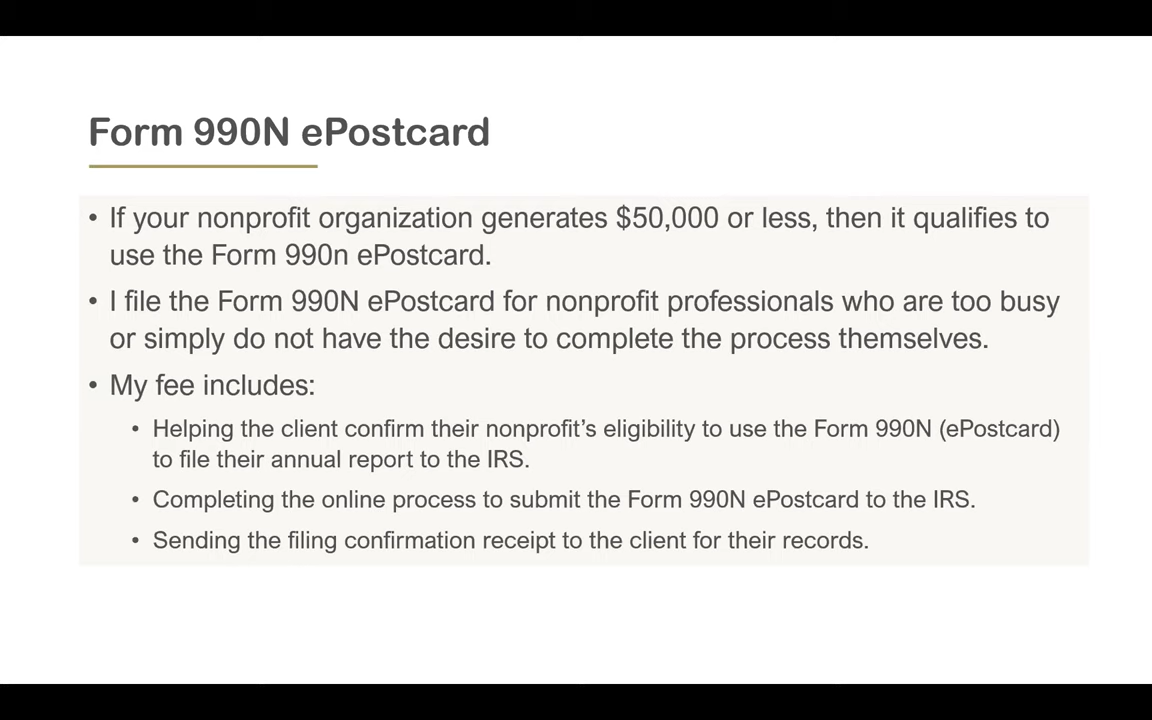 Form 990N ePostcard
• If your nonprofit organization generates $50,000 or less, then it qualifies to
use the Form 990n ePostcard.
• I file the Form 990N ePostcard for nonprofit professionals who are too busy
or simply do not have the desire to complete the process themselves.
• My fee includes:
• Helping the client confirm their nonprofit’s eligibility to use the Form 990N (ePostcard)
to file their annual report to the IRS.
• Completing the online process to submit the Form 990N ePostcard to the IRS.
• Sending the filing confirmation receipt to the client for their records.